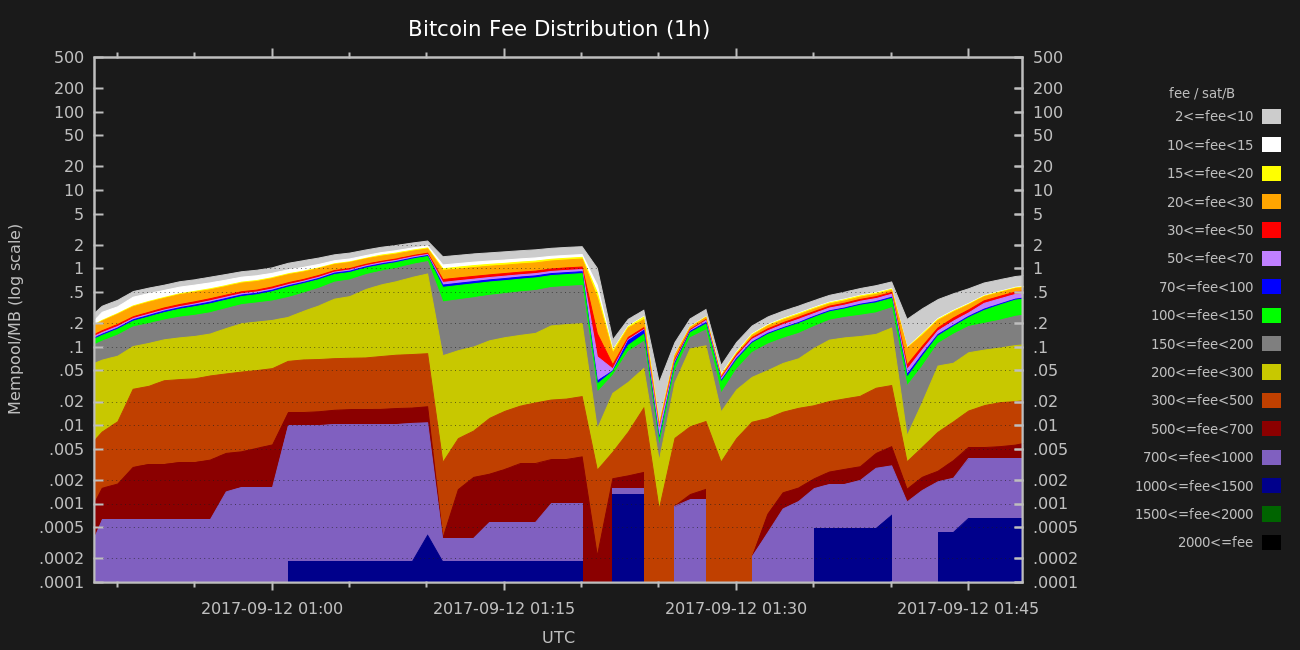 Bitcoin Fee Distribution (1h)
500
200
100
50
20
10
5
2
1
.5
.2
.1
.05
.02
.01
.005
.002
.001
.0005
.0002
.0001
Mempool/MB (log scale)
500
200
100
50
20
10
5
2
1
.5
.2
.1
.05
.02
.01
.005
.002
.001
.0005
.0002
.0001
2017-09-12 01:00
2017-09-12 01:15
2017-09-12 01:30
2017-09-12 01:45
UTC
fee / sat/B
2<=fee<10
10<=fee<15
15<=fee<20
20<=fee<30
30<=fee<50
50<=fee<70
70<=fee<100
100<=fee<150
150<=fee<200
200<=fee<300
300<=fee<500
500<=fee<700
700<=fee<1000
1000<=fee<1500
1500<=fee<2000
2000<=fee